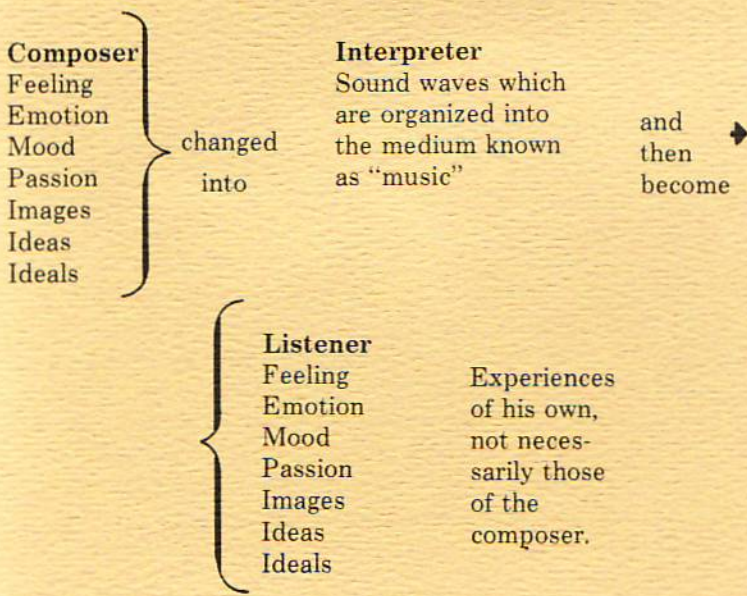 Composer
Feeling
Emotion
Mood
Passion
Images
Ideas
Ideals
changed
into
Interpreter
Sound waves which
are organized into
the medium known
as “music”
and
then
become
Listener
Feeling
Emotion
Mood
Passion
Images
Ideas
Ideals
Experiences
of his own,
not neces-
sarily those
of the
composer.